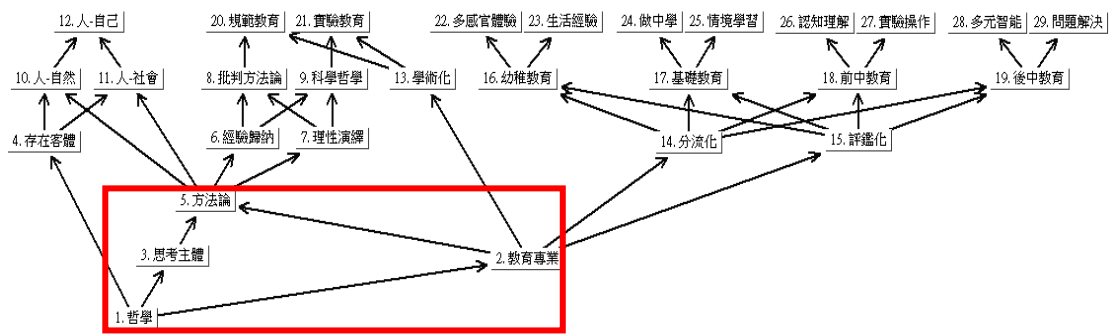 12. 人-自己
20. 規範教育
21. 實驗教育
22. 多感官體驗
23. 生活經驗
24. 做中學
25. 情境學習
26. 認知理解
27. 實驗操作
28. 多元智能
29. 問題解決
10. 人-自然
11. 人-社會
8. 批判方法論
9. 科學哲學
13. 學術化
16. 幼稚教育
17. 基礎教育
18. 前中教育
19. 後中教育
4. 存在客體
6. 經驗歸納
7. 理性演繹
14. 分流化
15. 評鑑化
5. 方法論
3. 思考主體
2. 教育專業
1. 哲學